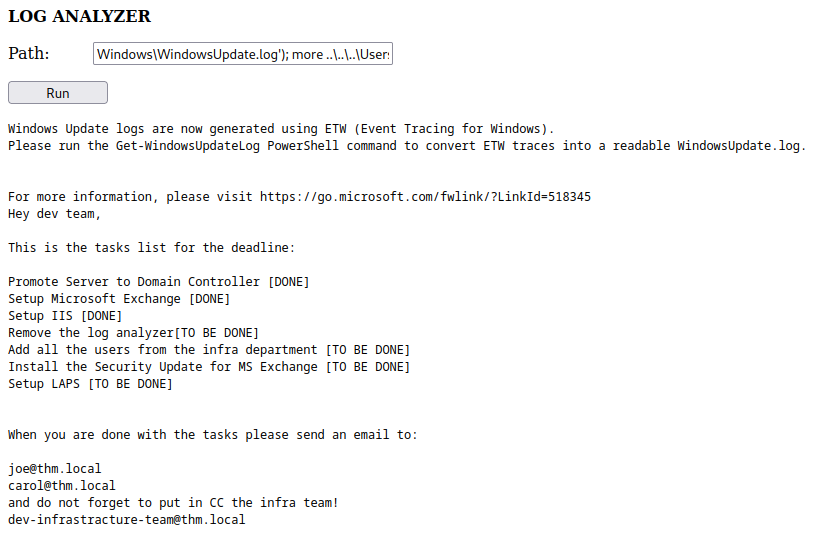 LOG ANALYZER
Path: Windows\WindowsUpdate.log'); more ..\..\..\Users
Run
Windows Update logs are now generated using ETW (Event Tracing for Windows).
Please run the Get-WindowsUpdateLog PowerShell command to convert ETW traces into a readable WindowsUpdate.log.
For more information, please visit https://go.microsoft.com/fwlink/?LinkId=518345
Hey dev team,
This is the tasks list for the deadline:
Promote Server to Domain Controller [DONE]
Setup Microsoft Exchange [DONE]
Setup IIS [DONE]
Remove the log analyzer[TO BE DONE]
Add all the users from the infra department [TO BE DONE]
Install the Security Update for MS Exchange [TO BE DONE]
Setup LAPS [TO BE DONE]
When you are done with the tasks please send an email to:
joe@thm.local
carol@thm.local
and do not forget to put in CC the infra team!
dev-infrastracture-team@thm.local